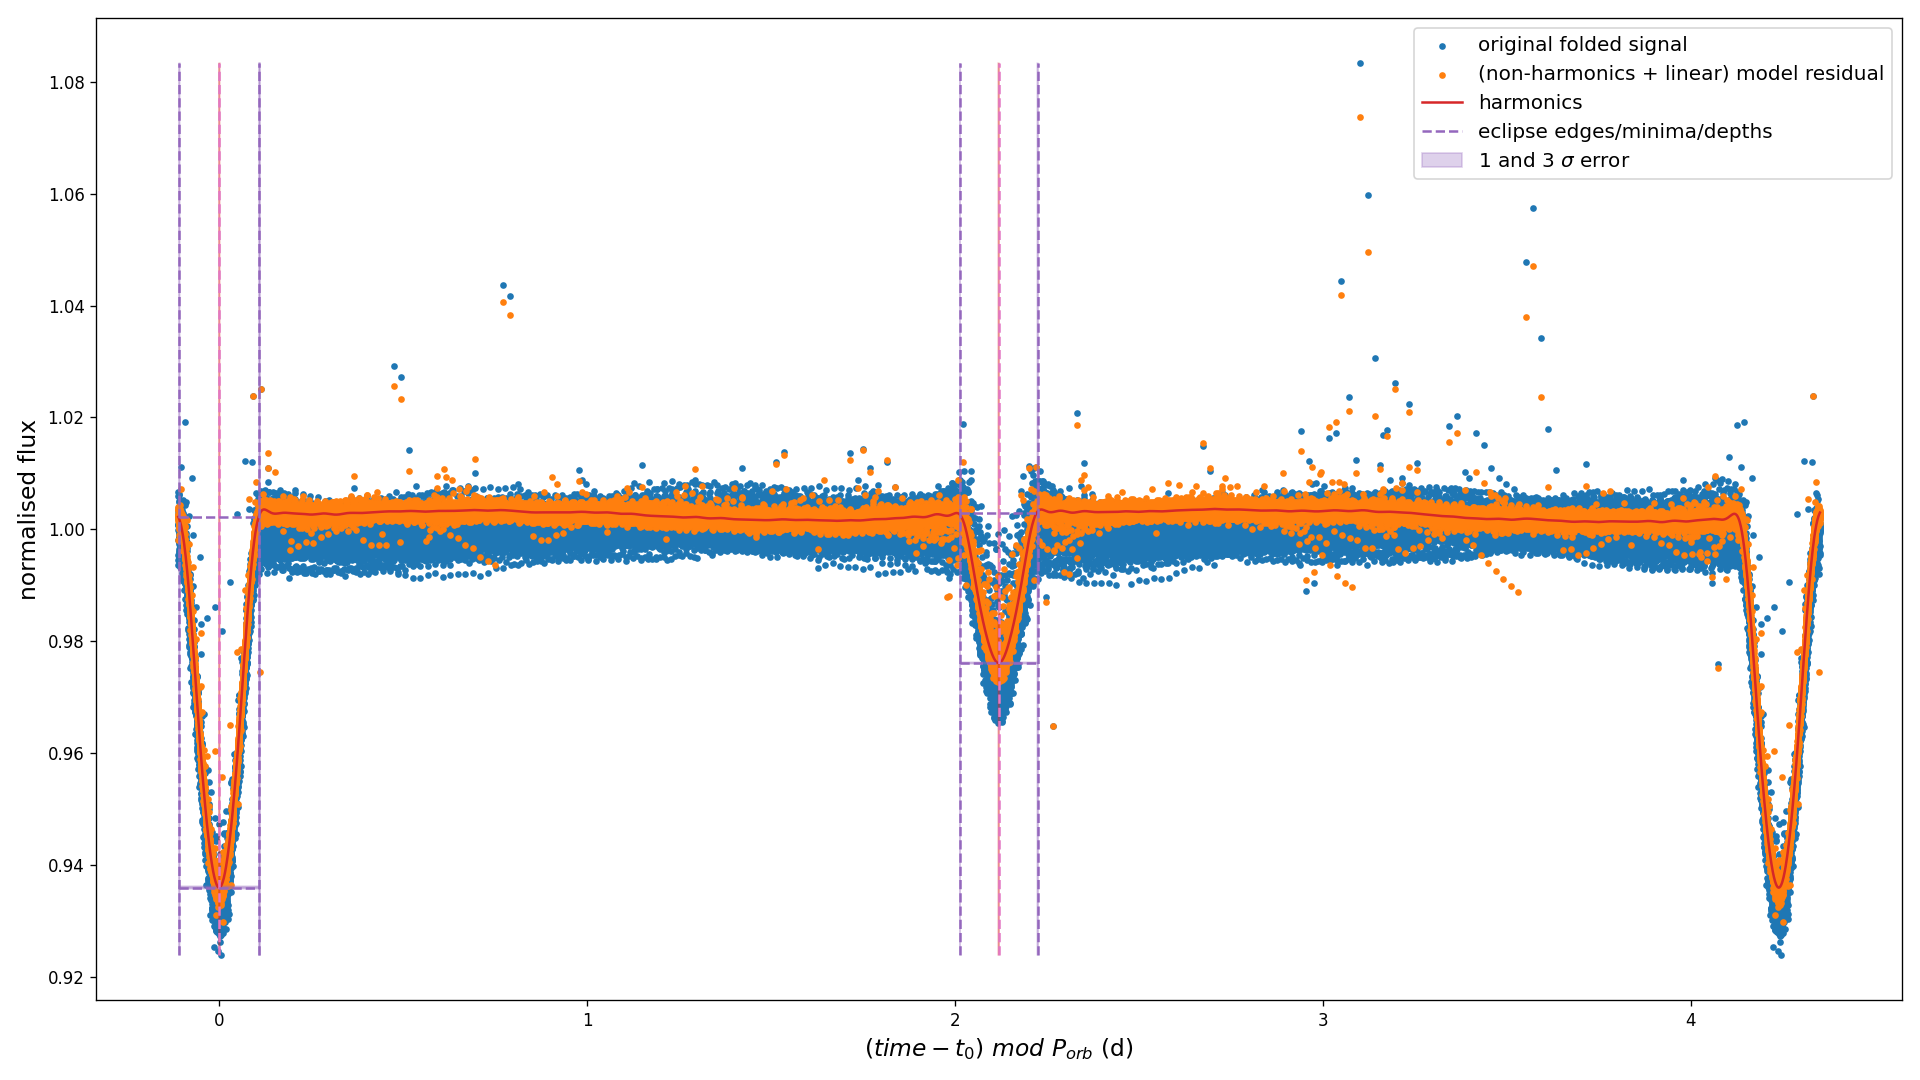 original folded signal
(non-harmonics + linear) model residual
harmonics
eclipse edges/minima/depths
1 and 3 σ error
normalised flux
1.08
1.06
1.04
1.02
1.00
0.98
0.96
0.94
0.92
0 1 2 3 4
(time − t₀) mod Pₒᵣb (d)